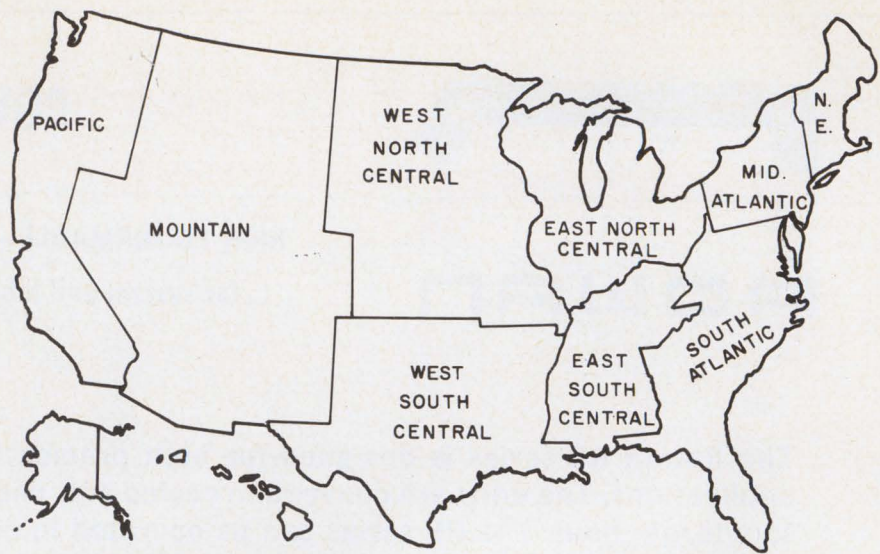 PACIFIC
MOUNTAIN
WEST
NORTH
CENTRAL
WEST
SOUTH
CENTRAL
EAST NORTH
CENTRAL
EAST
SOUTH
CENTRAL
SOUTH
ATLANTIC
MID.
ATLANTIC
N.
E.